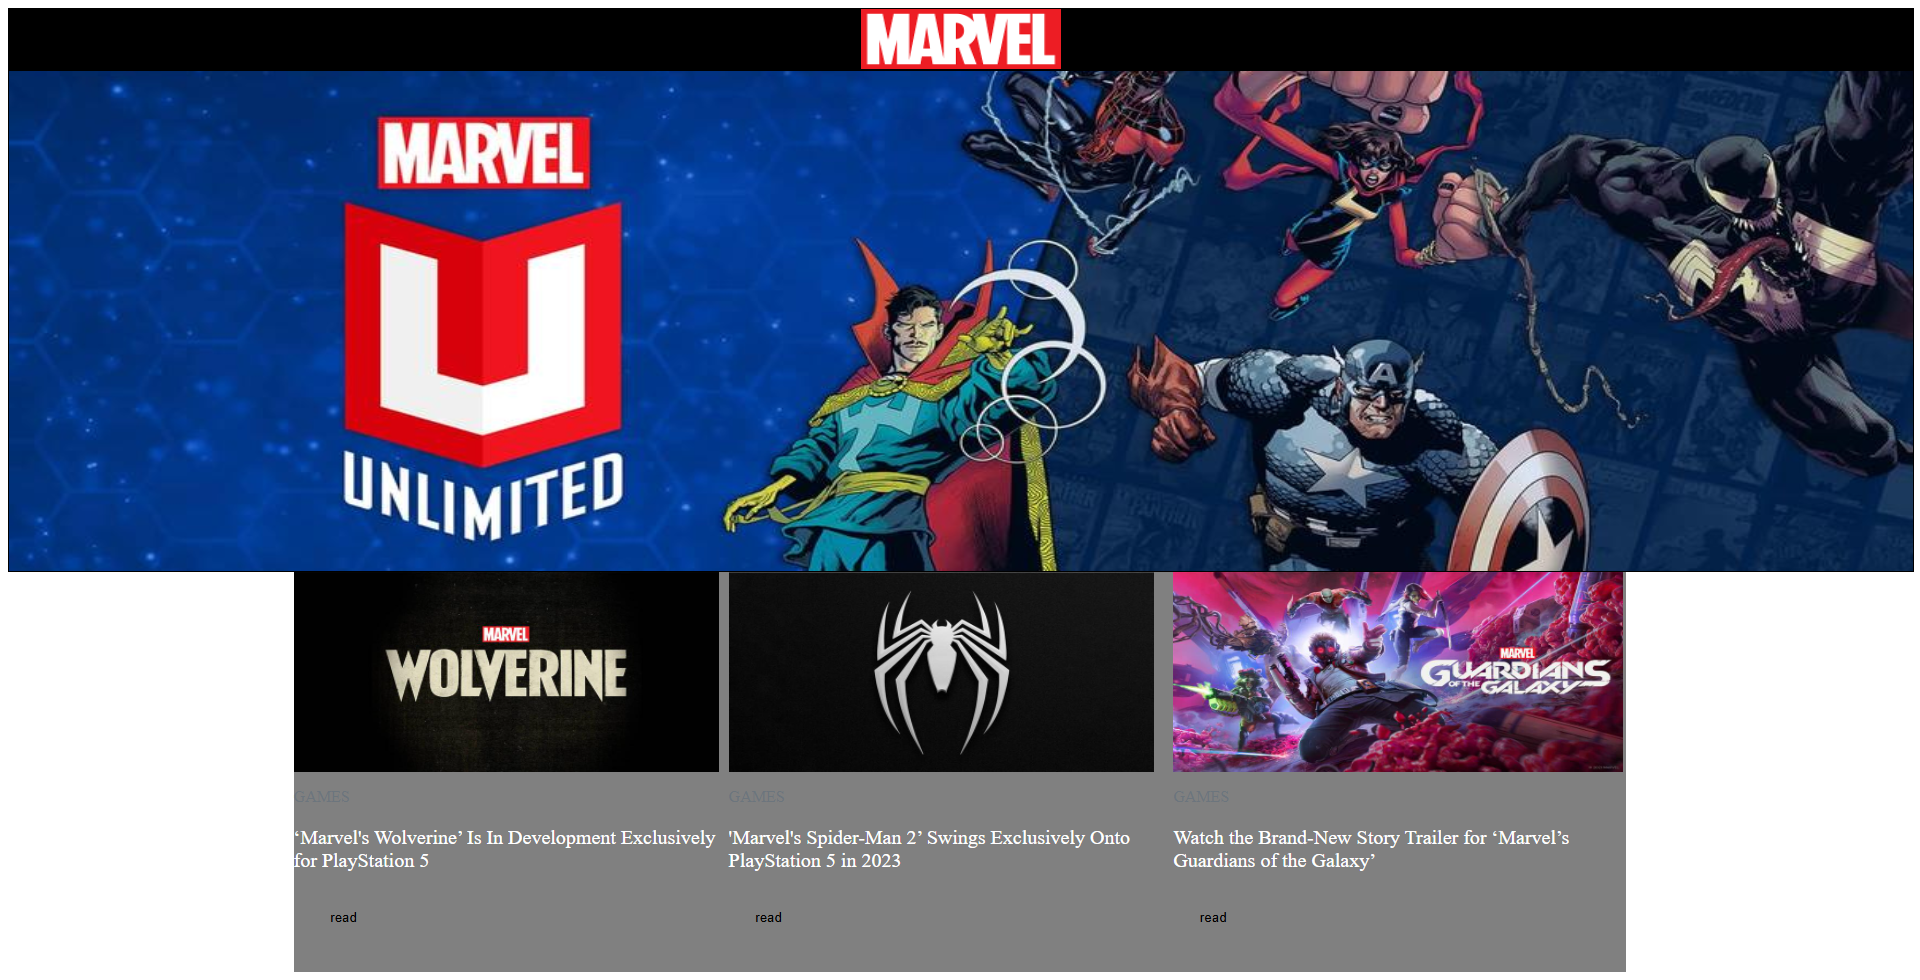 MARVEL
MARVEL
U
UNLIMITED
A
MARVEL
WOLVERINE
MARVEL
GUARDIANS
OF THE GALAXY
GAMES
GAMES
GAMES
‘Marvel's Wolverine’ Is In Development Exclusively
for PlayStation 5
'Marvel's Spider-Man 2’ Swings Exclusively Onto
PlayStation 5 in 2023
Watch the Brand-New Story Trailer for ‘Marvel’s
Guardians of the Galaxy’
read
read
read